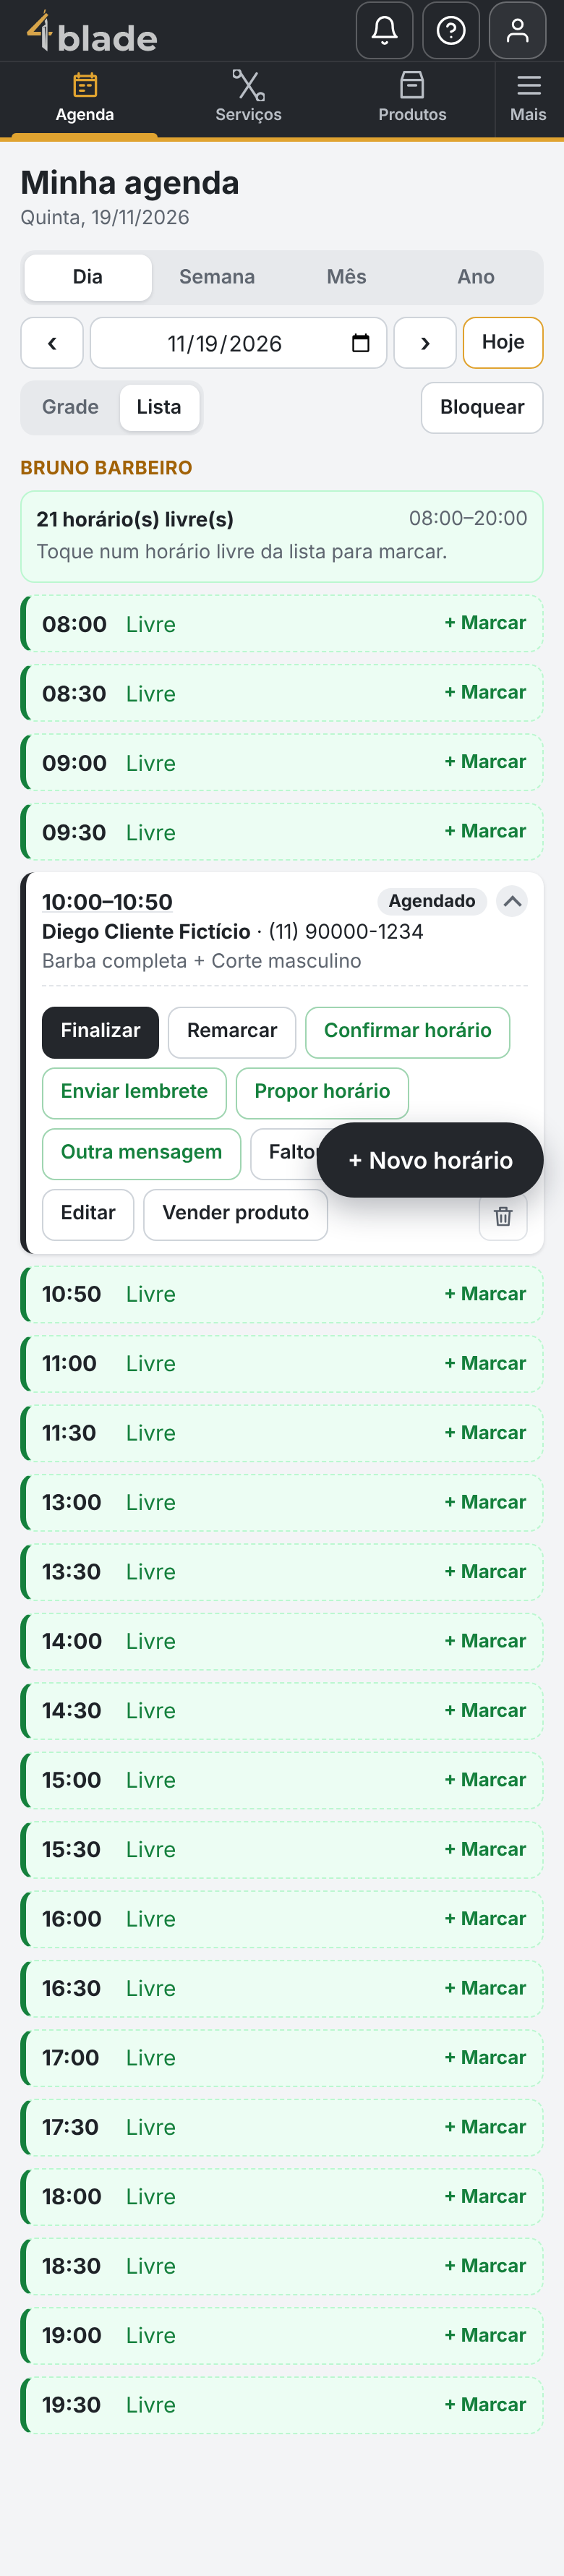 4blade
Agenda
Serviços
Produtos
Mais
Minha agenda
Quinta, 19/11/2026
Dia Semana Mês Ano
‹ 11/19/2026 › Hoje
Grade Lista Bloquear
BRUNO BARBEIRO
21 horário(s) livre(s) 08:00–20:00
Toque num horário livre da lista para marcar.
08:00 Livre + Marcar
08:30 Livre + Marcar
09:00 Livre + Marcar
09:30 Livre + Marcar
10:00–10:50 Agendado
Diego Cliente Fictício · (11) 90000-1234
Barba completa + Corte masculino
Finalizar Remarcar Confirmar horário
Enviar lembrete Propor horário
Outra mensagem
+ Novo horário
Editar Vender produto
10:50 Livre + Marcar
11:00 Livre + Marcar
11:30 Livre + Marcar
13:00 Livre + Marcar
13:30 Livre + Marcar
14:00 Livre + Marcar
14:30 Livre + Marcar
15:00 Livre + Marcar
15:30 Livre + Marcar
16:00 Livre + Marcar
16:30 Livre + Marcar
17:00 Livre + Marcar
17:30 Livre + Marcar
18:00 Livre + Marcar
18:30 Livre + Marcar
19:00 Livre + Marcar
19:30 Livre + Marcar